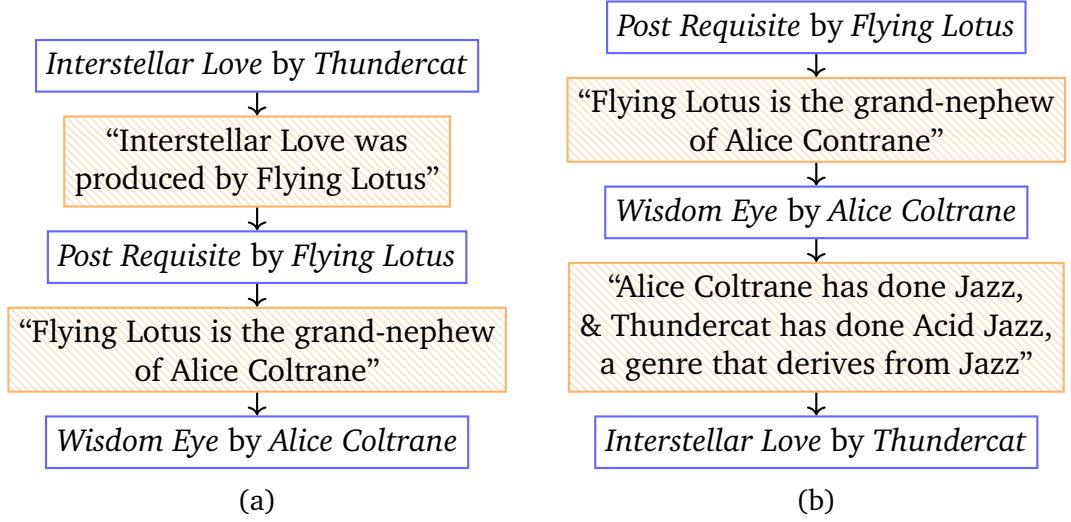 Interstellar Love by Thundercat
“Interstellar Love was
produced by Flying Lotus”
Post Requisite by Flying Lotus
“Flying Lotus is the grand-nephew
of Alice Coltrane”
Wisdom Eye by Alice Coltrane
(a)
Post Requisite by Flying Lotus
“Flying Lotus is the grand-nephew
of Alice Contrane”
Wisdom Eye by Alice Coltrane
“Alice Coltrane has done Jazz,
& Thundercat has done Acid Jazz,
a genre that derives from Jazz”
Interstellar Love by Thundercat
(b)